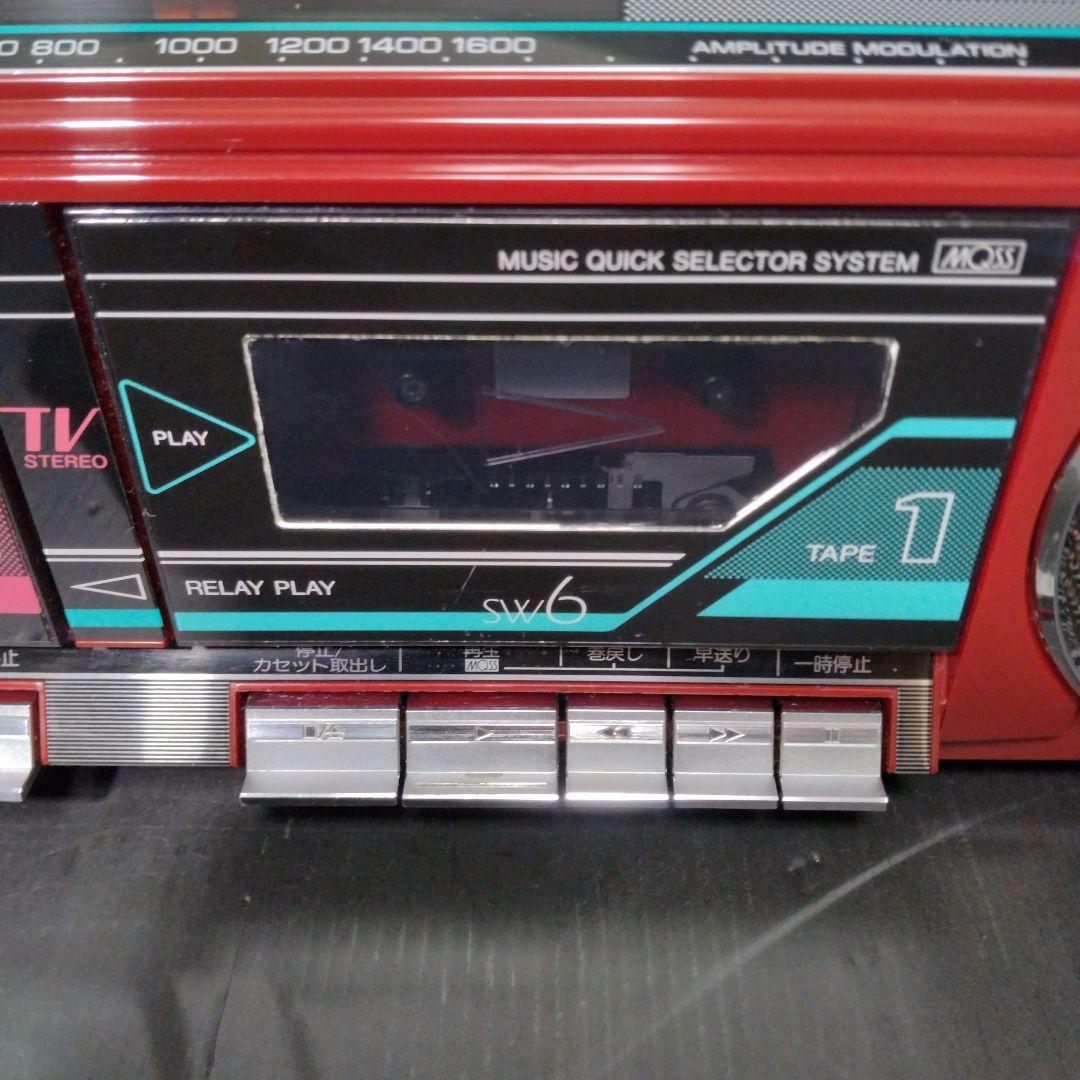 0 800 1000 1200 1400 1600 AMPLITUDE MODULATION
MUSIC QUICK SELECTOR SYSTEM MQSS
PLAY
TV
STEREO
TAPE 1
RELAY PLAY
SW6
止
停止/
カセット取出し
再生
MQSS
巻戻し
早送り
一時停止